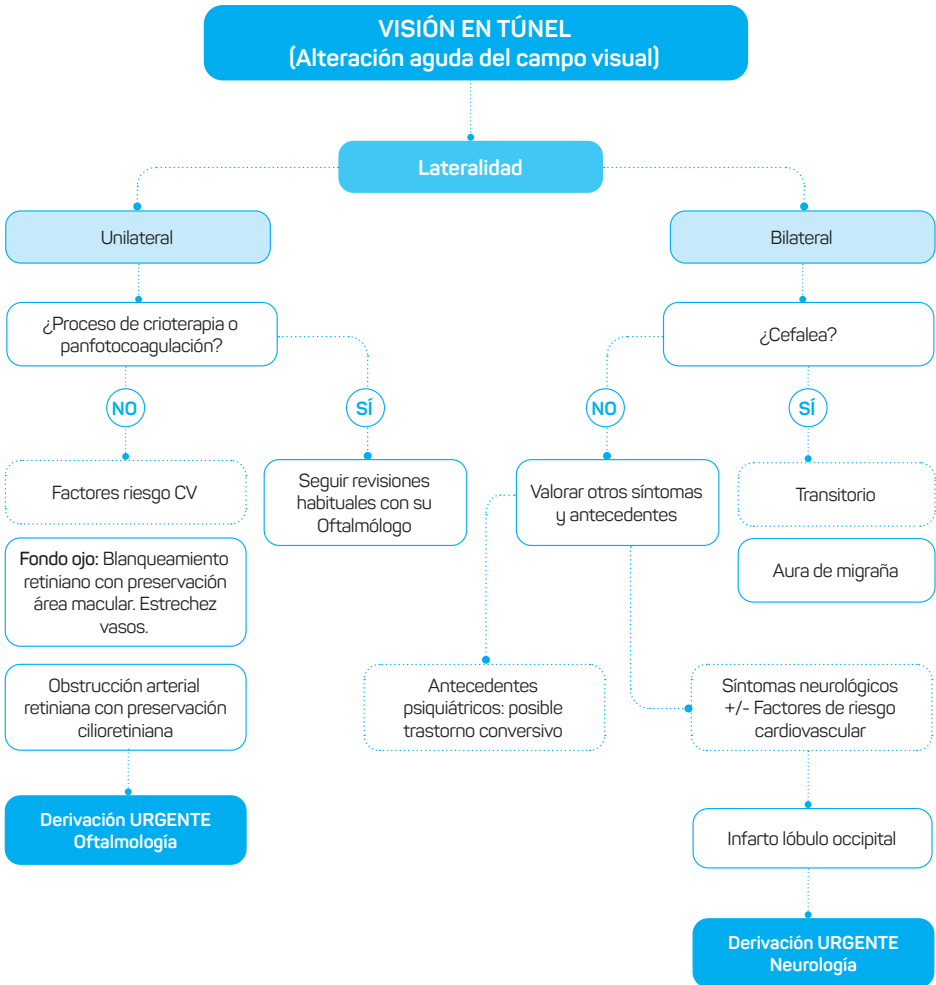 VISIÓN EN TÚNEL
(Alteración aguda del campo visual)
Lateralidad
Unilateral
Bilateral
¿Proceso de crioterapia o
panfotocoagulación?
¿Cefalea?
NO
SÍ
NO
SÍ
Factores riesgo CV
Seguir revisiones
habituales con su
Oftalmólogo
Valorar otros síntomas
y antecedentes
Transitorio
Fondo ojo: Blanqueamiento
retiniano con preservación
área macular. Estrechez
vasos.
Aura de migraña
Obstrucción arterial
retiniana con preservación
cilioretiniana
Antecedentes
psiquiátricos: posible
trastorno conversivo
Síntomas neurológicos
+/- Factores de riesgo
cardiovascular
Derivación URGENTE
Oftalmología
Infarto lóbulo occipital
Derivación URGENTE
Neurología